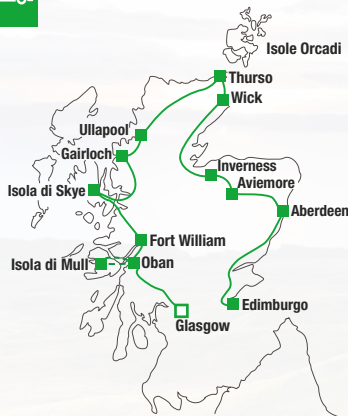 Isole Orcadi
Thurso
Wick
Ullapool
Gairloch
Inverness
Aviemore
Isola di Skye
Aberdeen
Fort William
Isola di Mull
Oban
Edimburgo
Glasgow